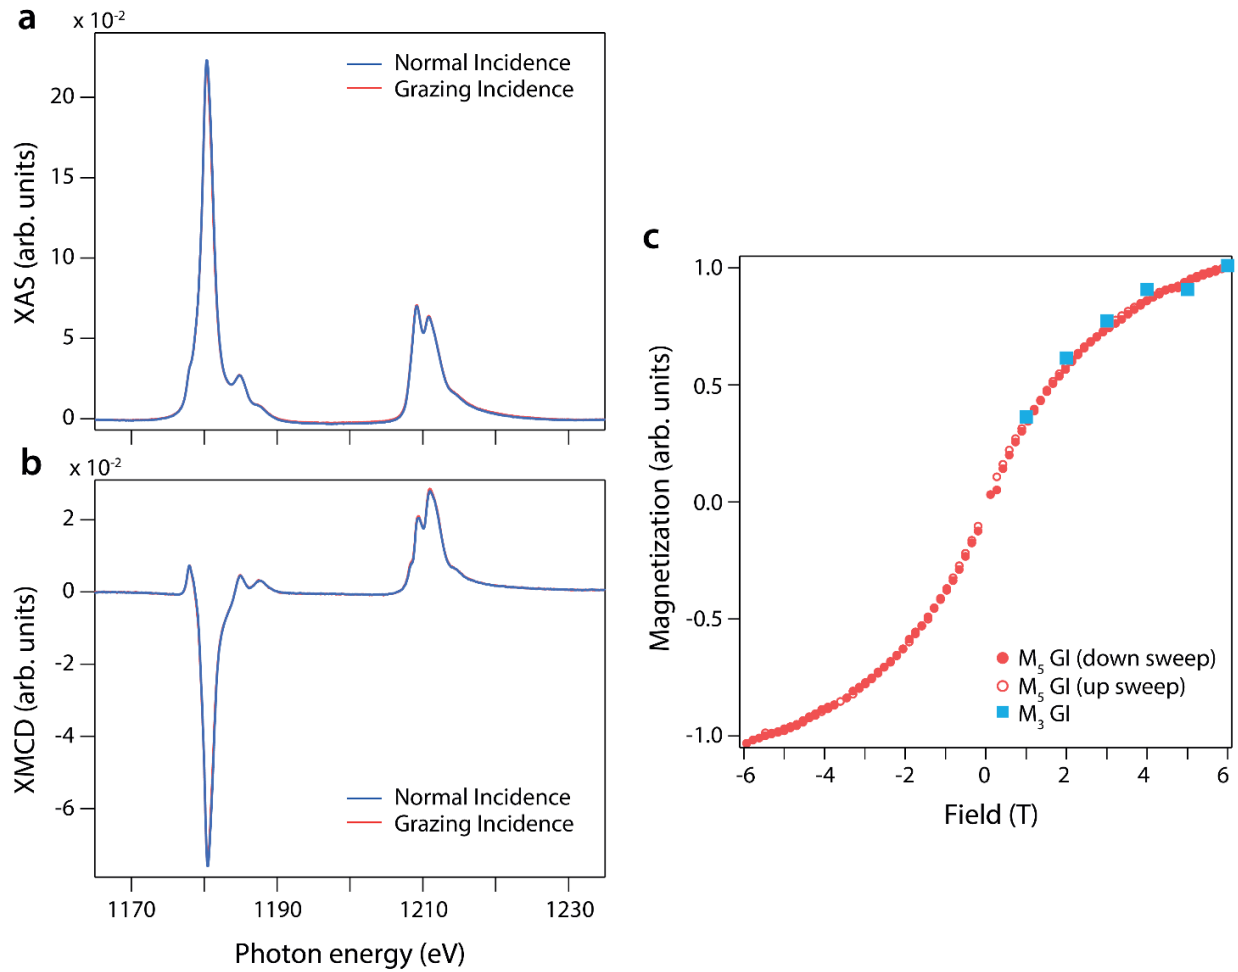 a
x 10-2
Normal Incidence
Grazing Incidence
20
15
10
5
0
XAS (arb. units)
b
x 10-2
2
0
-2
-4
-6
XMCD (arb. units)
Normal Incidence
Grazing Incidence
1170 1190 1210 1230
Photon energy (eV)
c
1.0
0.5
0.0
-0.5
-1.0
Magnetization (arb. units)
M5 GI (down sweep)
M5 GI (up sweep)
M3 GI
-6 -4 -2 0 2 4 6
Field (T)